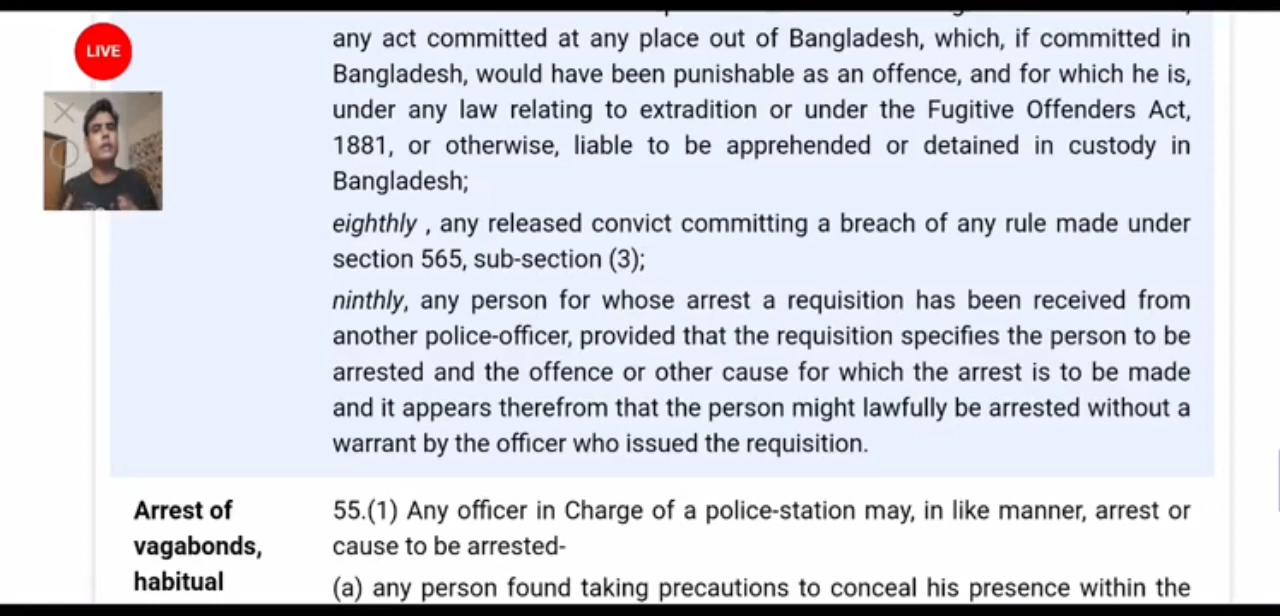 LIVE
any act committed at any place out of Bangladesh, which, if committed in
Bangladesh, would have been punishable as an offence, and for which he is,
under any law relating to extradition or under the Fugitive Offenders Act,
1881, or otherwise, liable to be apprehended or detained in custody in
Bangladesh;
eighthly , any released convict committing a breach of any rule made under
section 565, sub-section (3);
ninthly, any person for whose arrest a requisition has been received from
another police-officer, provided that the requisition specifies the person to be
arrested and the offence or other cause for which the arrest is to be made
and it appears therefrom that the person might lawfully be arrested without a
warrant by the officer who issued the requisition.
Arrest of
vagabonds,
habitual
55.(1) Any officer in Charge of a police-station may, in like manner, arrest or
cause to be arrested-
(a) any person found taking precautions to conceal his presence within the